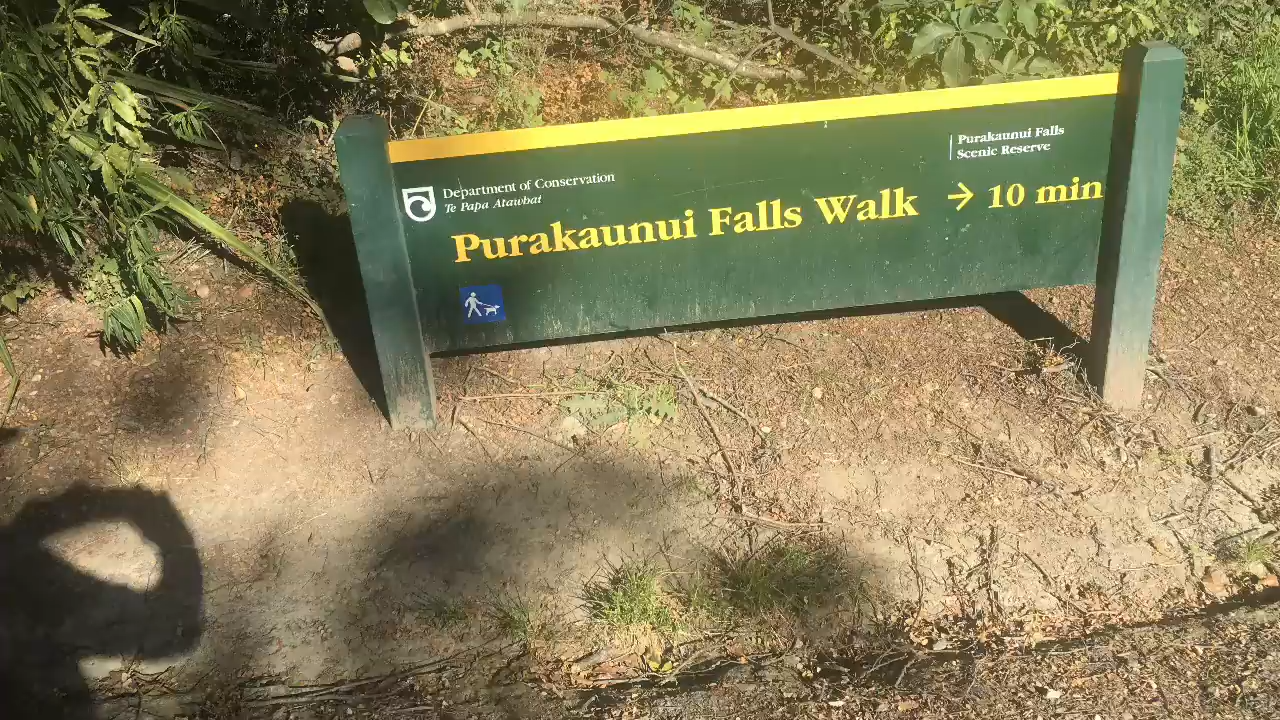 Department of Conservation
Te Papa Atawhai
Purakaunui Falls
Scenic Reserve
Purakaunui Falls Walk → 10 min